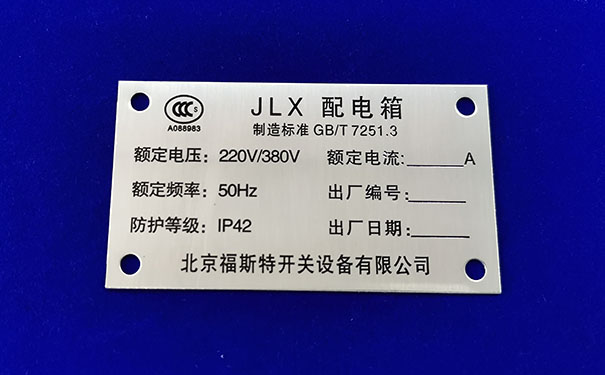 JLX 配电箱
CCC S
A088983
制造标准 GB/T 7251.3
额定电压: 220V/380V 额定电流:______A
额定频率: 50Hz 出厂编号:______
防护等级: IP42 出厂日期:______
北京福斯特开关设备有限公司